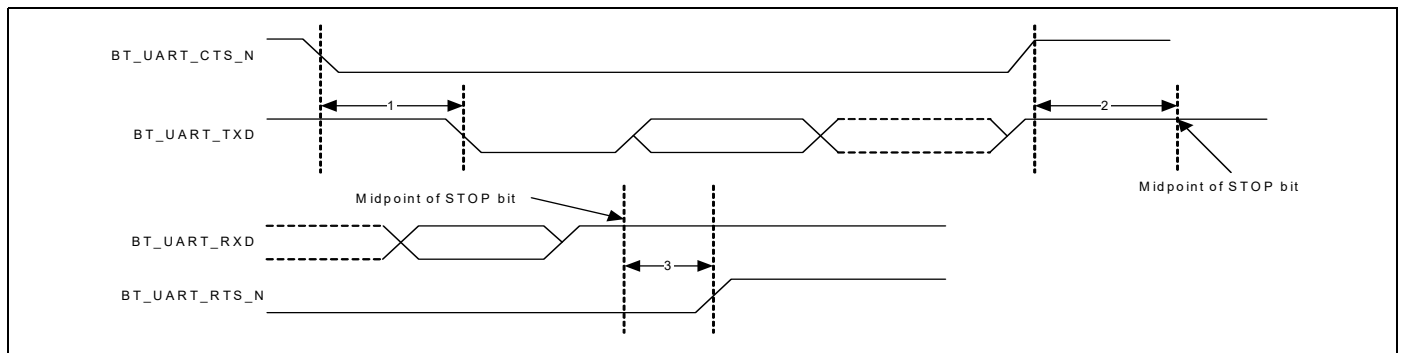 BT_UART_CTS_N
1
2
BT_UART_TXD
Midpoint of STOP bit
Midpoint of STOP bit
BT_UART_RXD
3
BT_UART_RTS_N